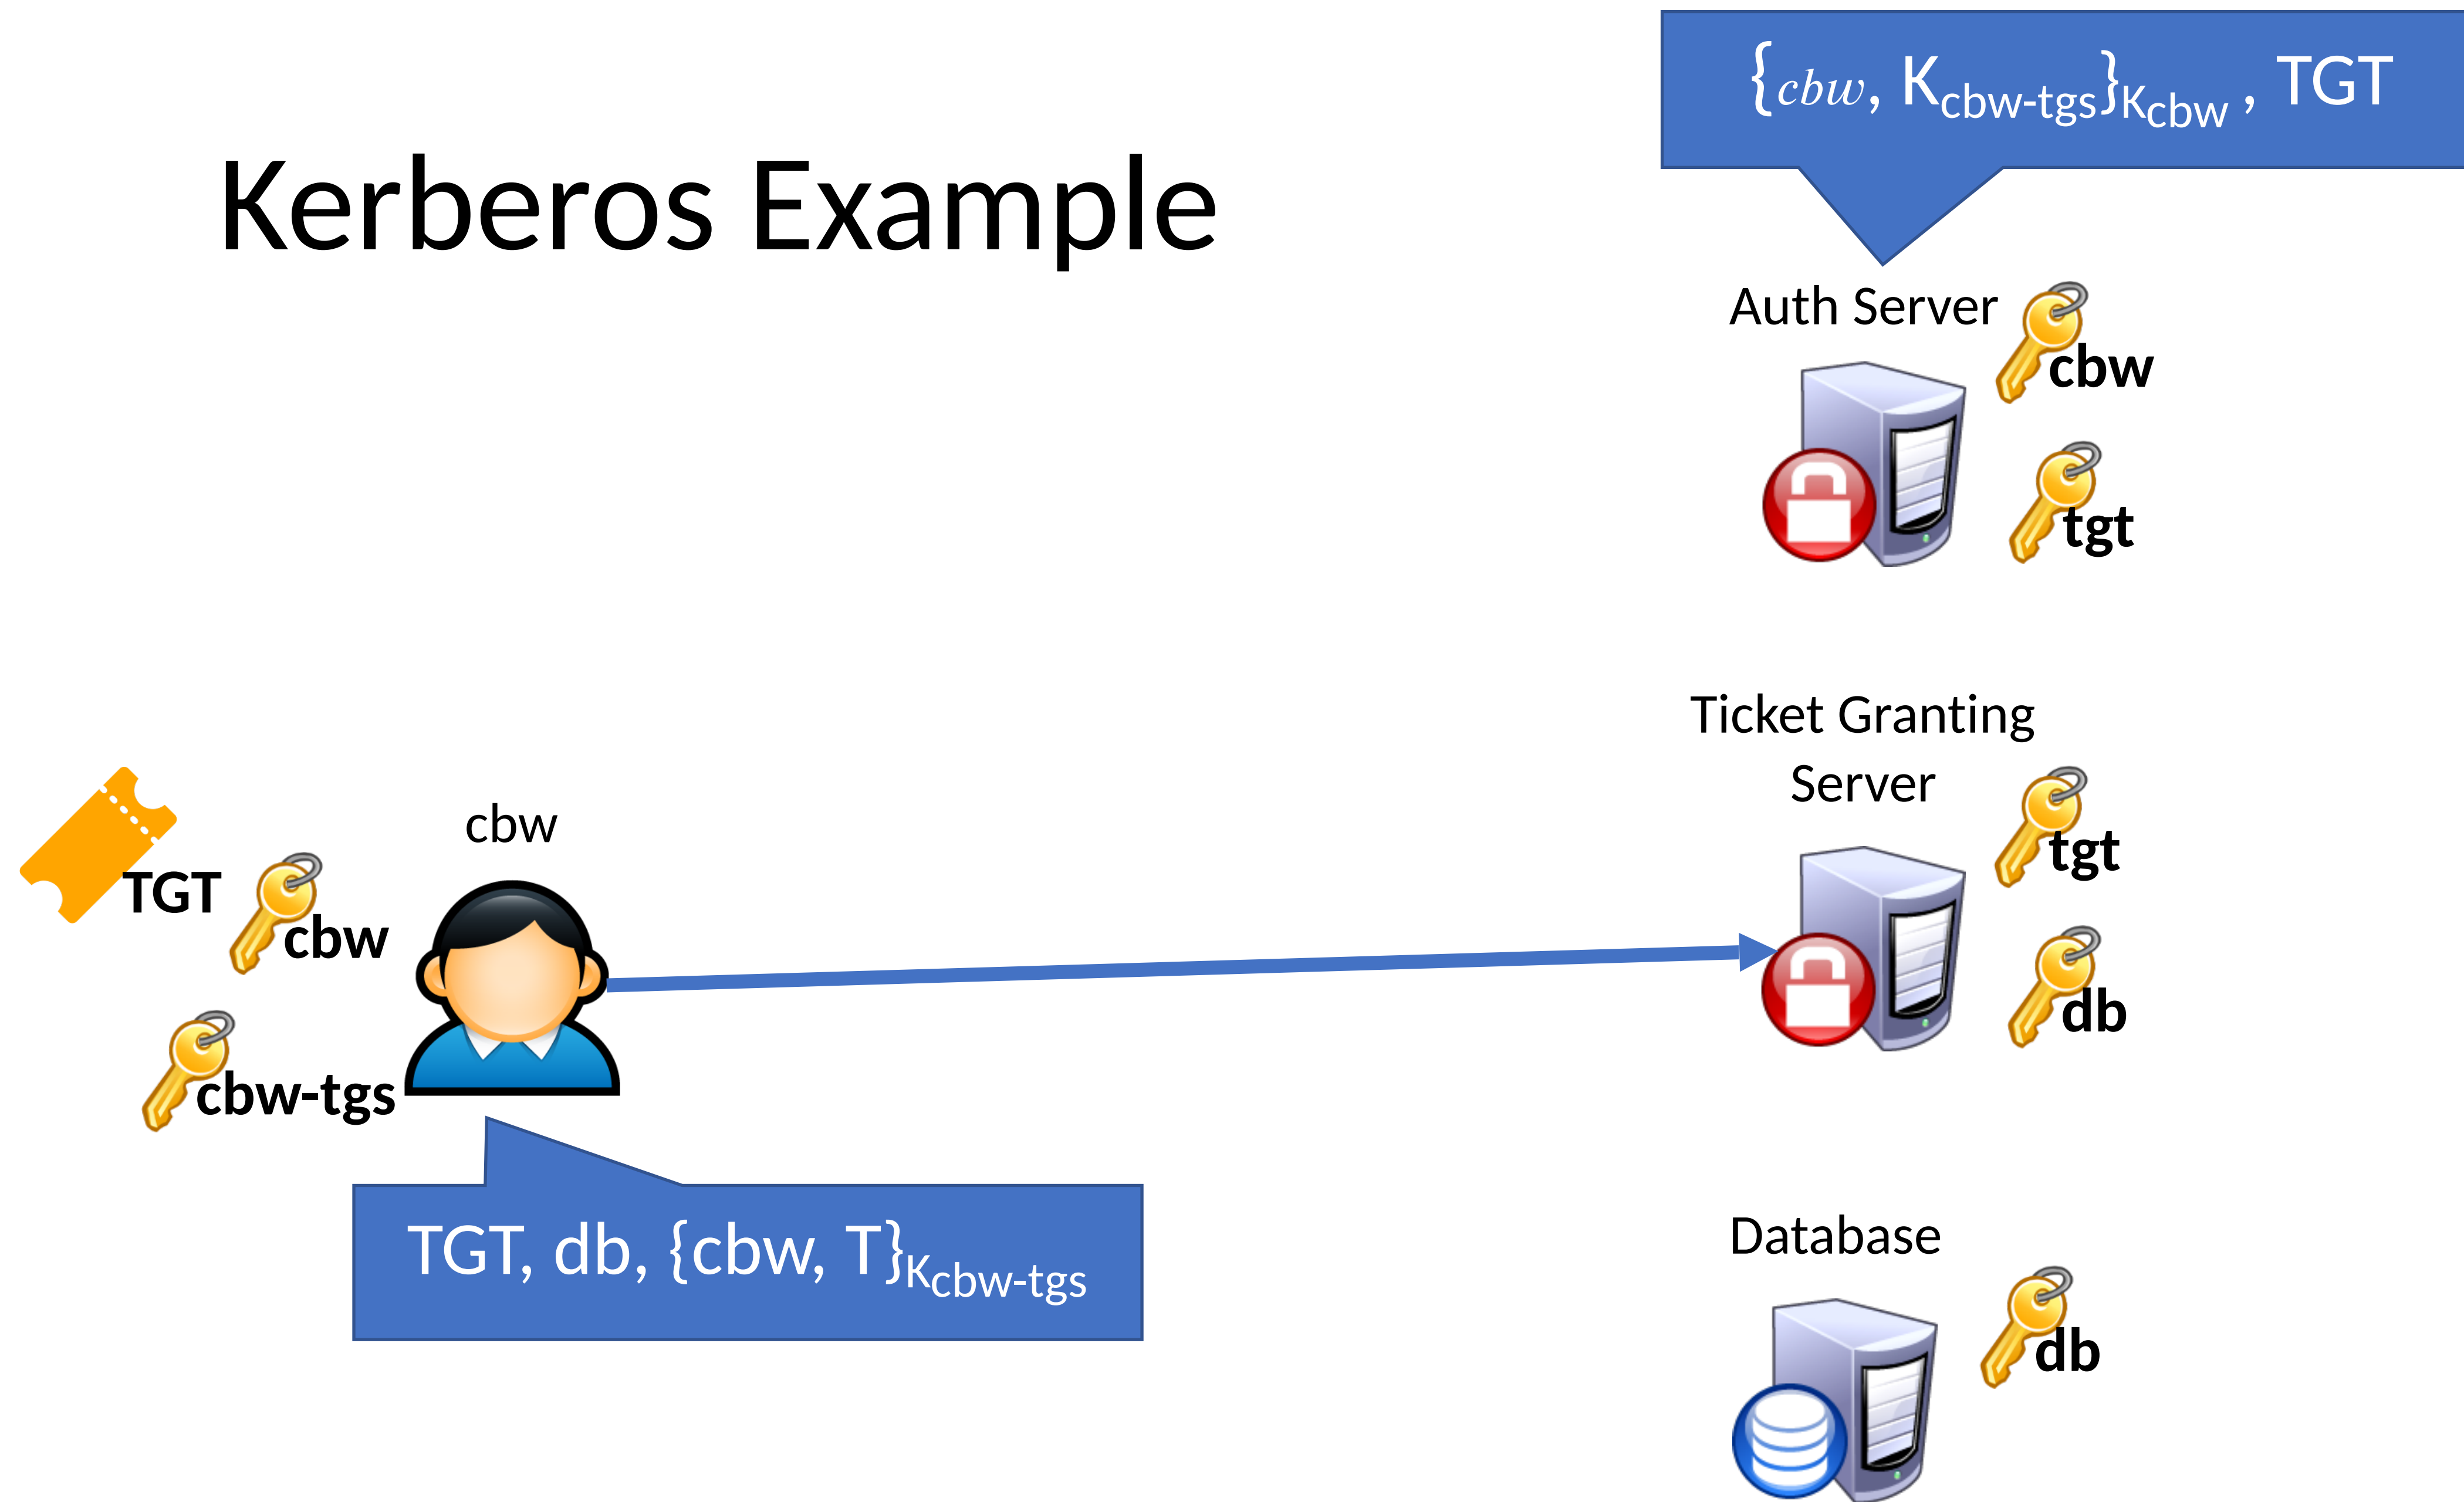 {cbw, Kcbw-tgs}Kcbw , TGT
Kerberos Example
Auth Server
cbw
tgt
Ticket Granting
Server
tgt
db
TGT
cbw
cbw
cbw-tgs
TGT, db, {cbw, T}Kcbw-tgs
Database
db